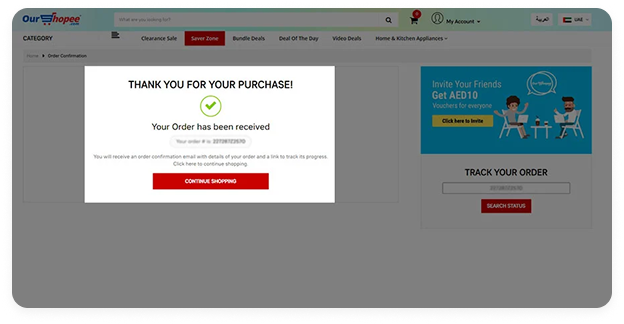 OurShopee
.com
What are you looking for?
0
My Account
العربية
UAE
CATEGORY
Clearance Sale
Saver Zone
Bundle Deals
Deal Of The Day
Video Deals
Home & Kitchen Appliances
Home
Order Confirmation
THANK YOU FOR YOUR PURCHASE!
Your Order has been received
Your order # is:
You will receive an order confirmation email with details of your order and a link to track its progress.
Click here to continue shopping.
CONTINUE SHOPPING
Invite Your Friends
Get AED10
Vouchers for everyone
Click here to Invite
TRACK YOUR ORDER
SEARCH STATUS